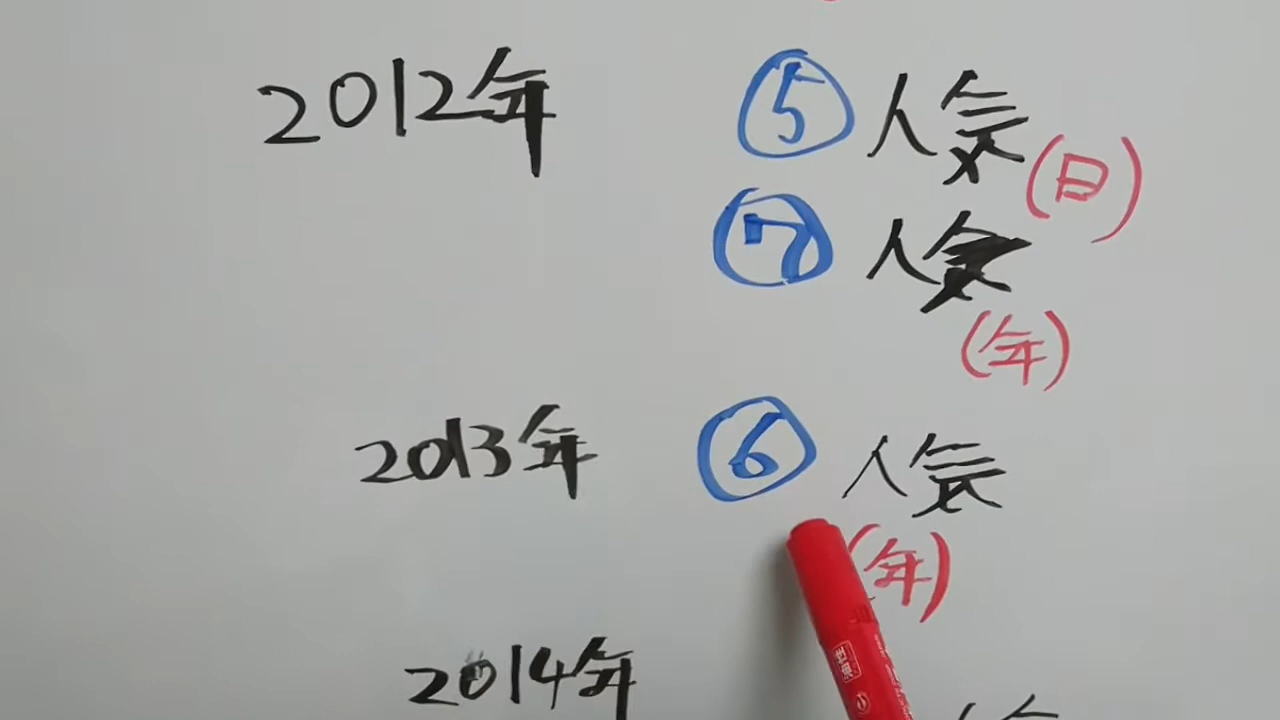 2012年 ⑤ 人気
(日)
⑦ 人気
(年)
2013年 ⑥ 人気
(年)
2014年